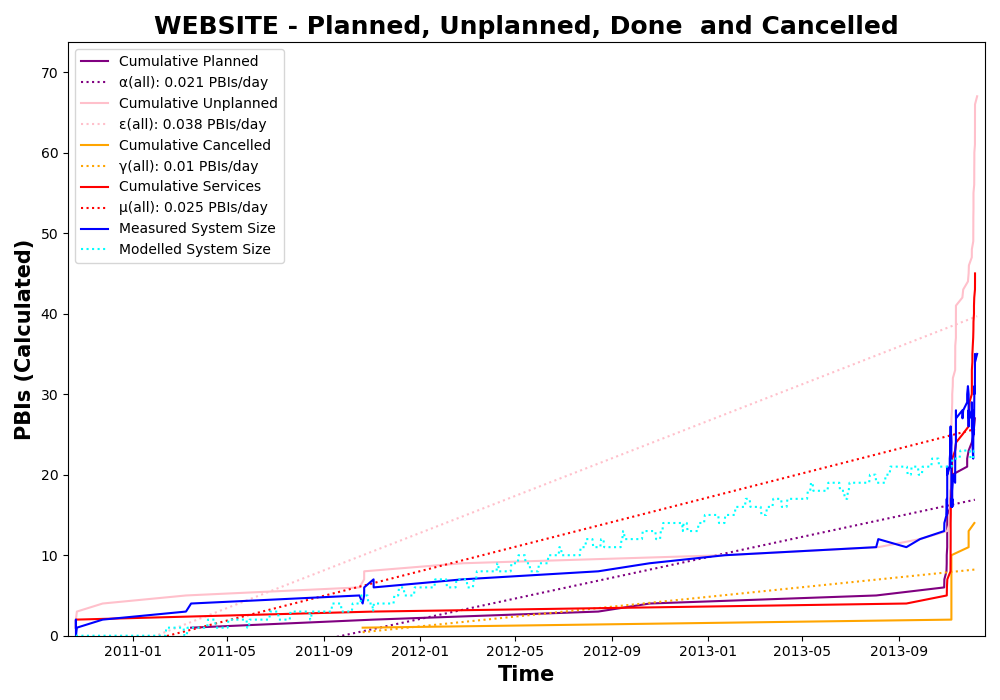 WEBSITE - Planned, Unplanned, Done  and Cancelled
PBIs (Calculated)
70
60
50
40
30
20
10
0
Cumulative Planned
α(all): 0.021 PBIs/day
Cumulative Unplanned
ε(all): 0.038 PBIs/day
Cumulative Cancelled
γ(all): 0.01 PBIs/day
Cumulative Services
μ(all): 0.025 PBIs/day
Measured System Size
Modelled System Size
2011-01 2011-05 2011-09 2012-01 2012-05 2012-09 2013-01 2013-05 2013-09
Time